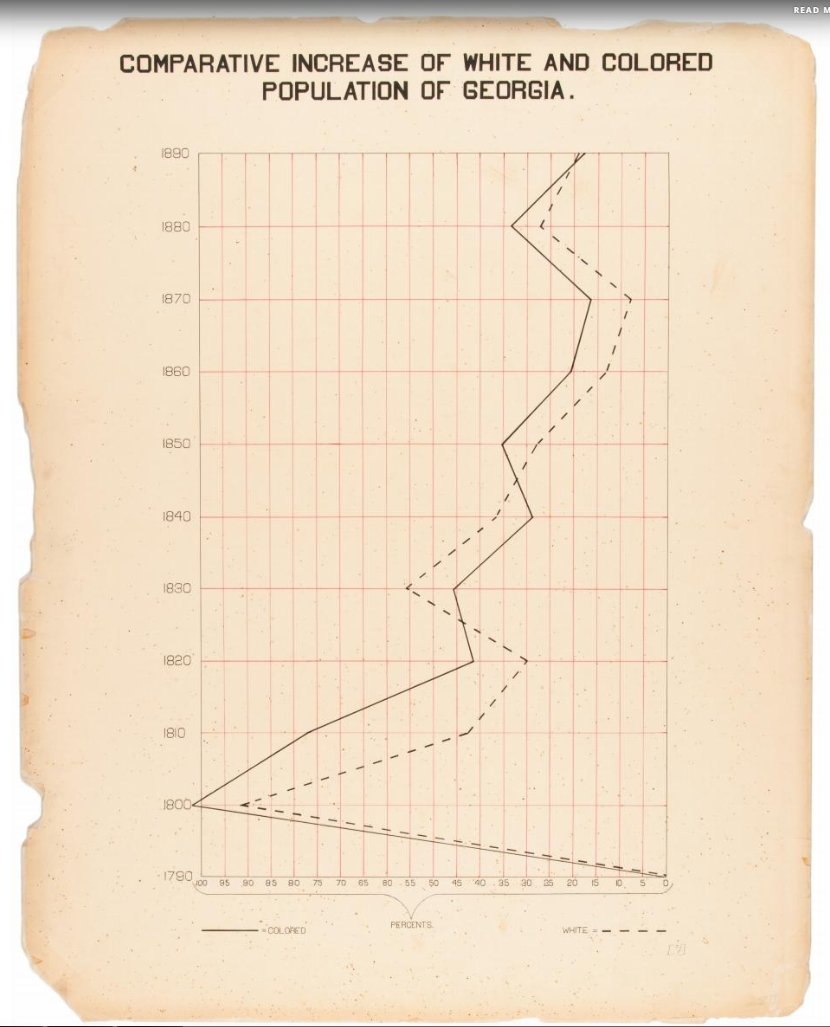 READ M
COMPARATIVE INCREASE OF WHITE AND COLORED
POPULATION OF GEORGIA.
1890
1880
1870
1860
1850
1840
1830
1820
1810
1800
1790
100 95 90 85 80 75 70 65 60 55 50 45 40 35 30 25 20 15 10 5 0
PERCENTS.
= COLORED
WHITE =